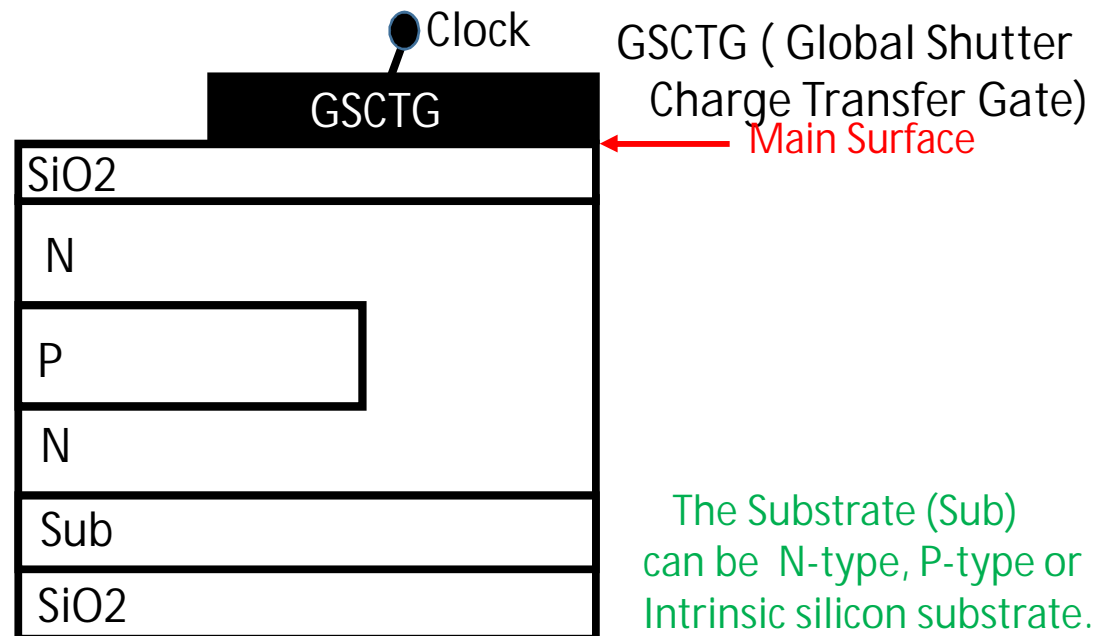 Clock
GSCTG ( Global Shutter
Charge Transfer Gate)
GSCTG
Main Surface
SiO2
N
P
N
Sub
SiO2
The Substrate (Sub)
can be N-type, P-type or
Intrinsic silicon substrate.